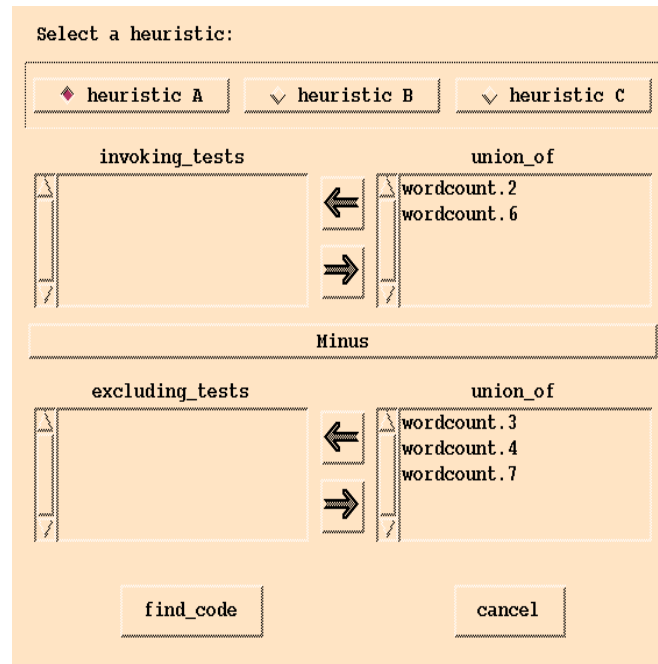 Select a heuristic:
heuristic A heuristic B heuristic C
invoking_tests union_of
wordcount.2
wordcount.6
Minus
excluding_tests union_of
wordcount.3
wordcount.4
wordcount.7
find_code cancel